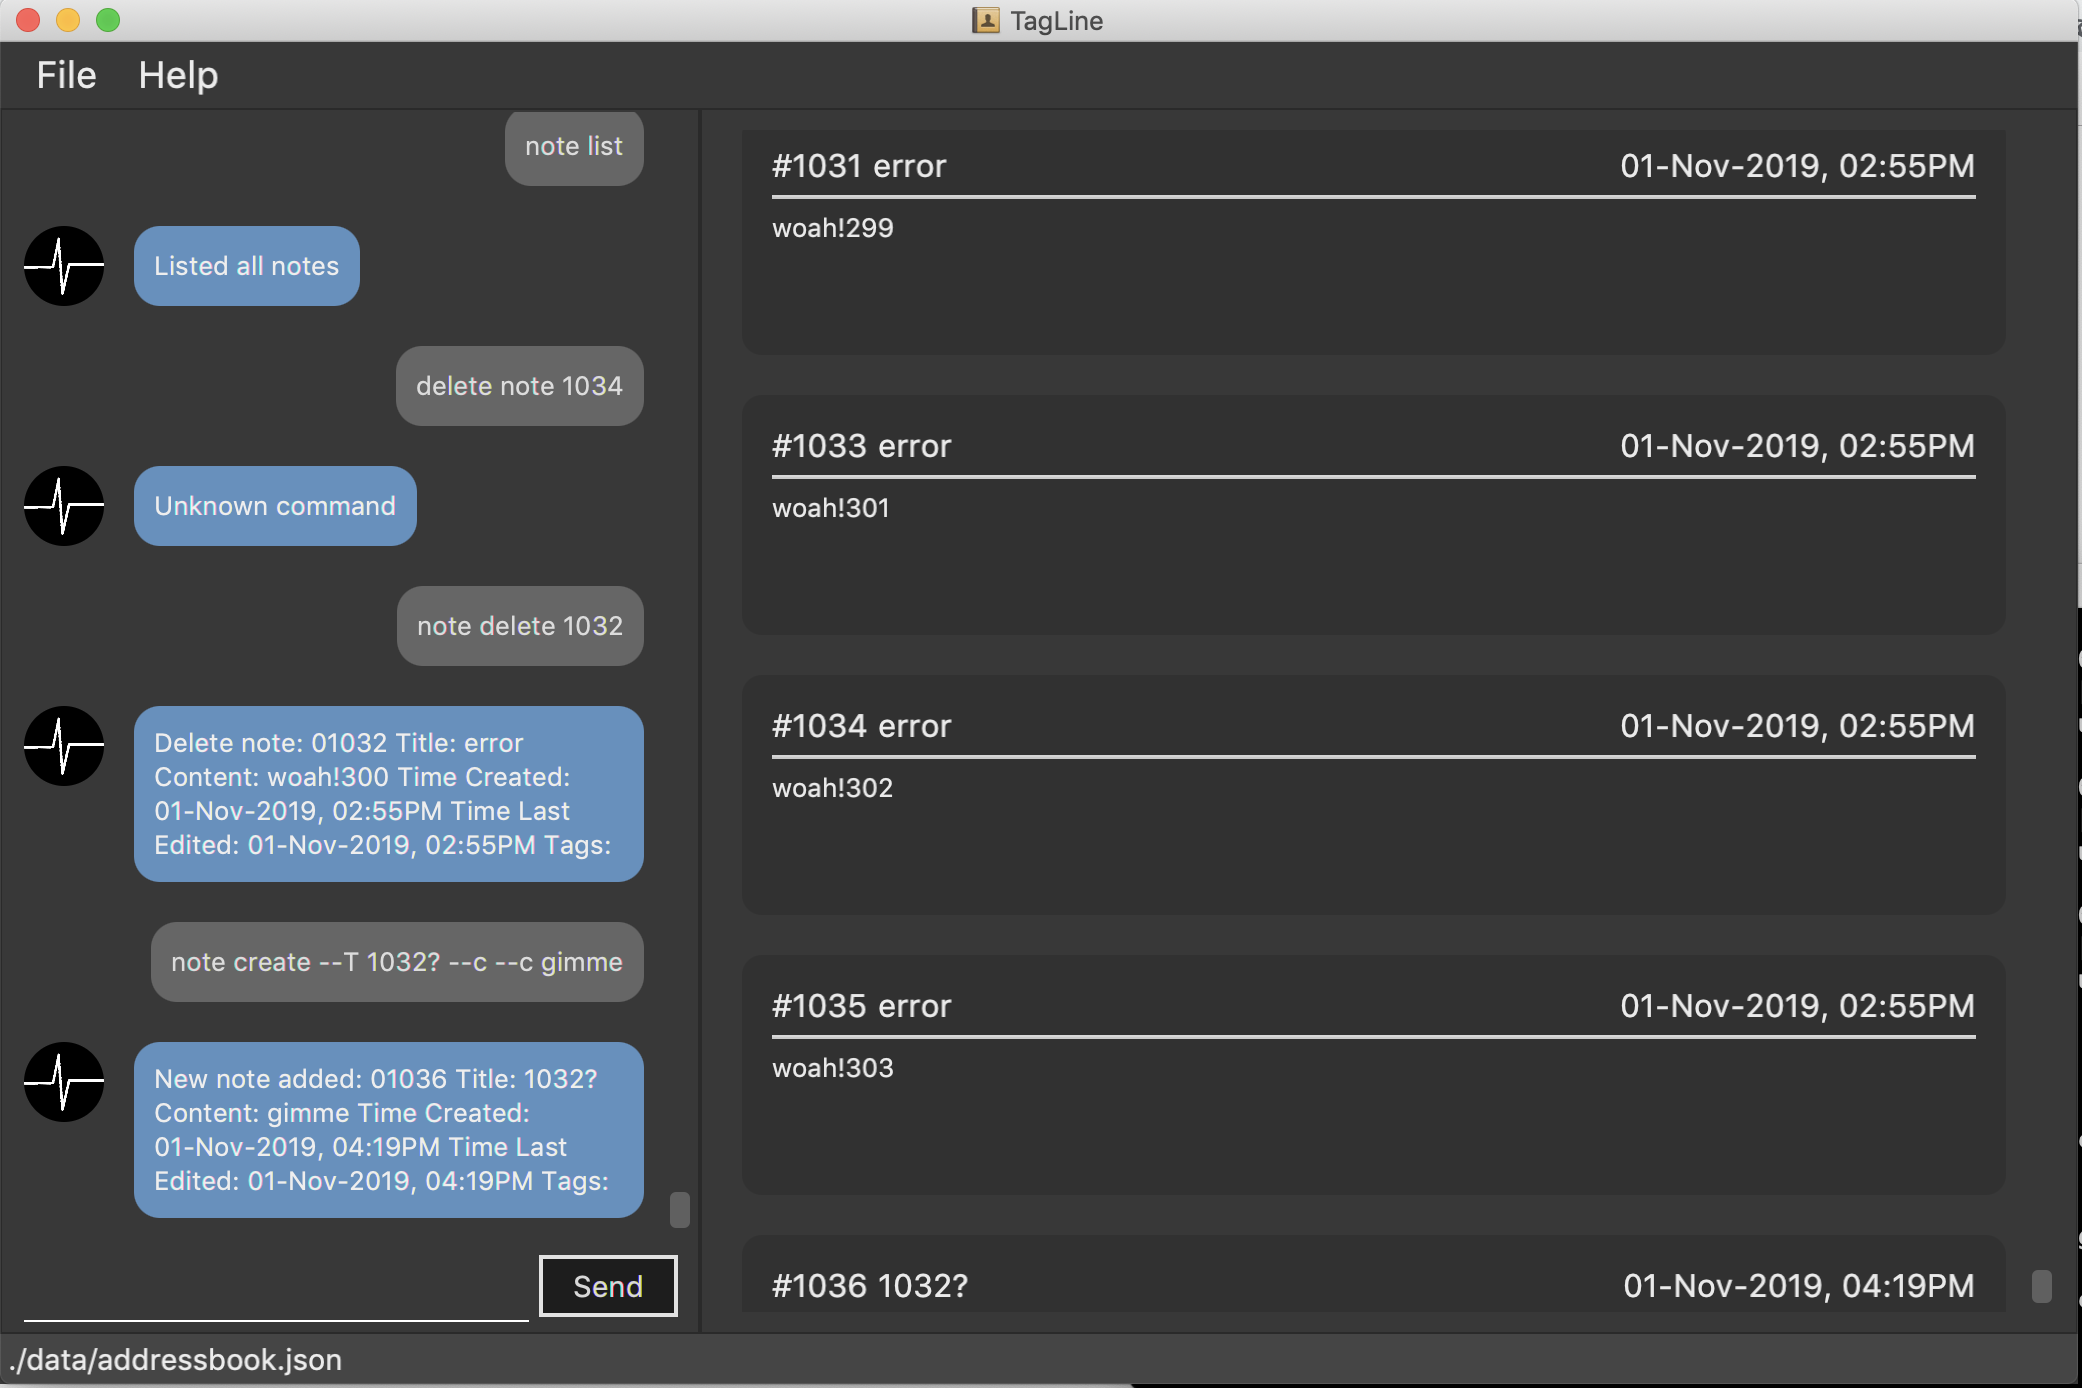 TagLine
File Help
note list
Listed all notes
delete note 1034
Unknown command
note delete 1032
Delete note: 01032 Title: error
Content: woah!300 Time Created:
01-Nov-2019, 02:55PM Time Last
Edited: 01-Nov-2019, 02:55PM Tags:
note create --T 1032? --c --c gimme
New note added: 01036 Title: 1032?
Content: gimme Time Created:
01-Nov-2019, 04:19PM Time Last
Edited: 01-Nov-2019, 04:19PM Tags:
Send
#1031 error 01-Nov-2019, 02:55PM
woah!299
#1033 error 01-Nov-2019, 02:55PM
woah!301
#1034 error 01-Nov-2019, 02:55PM
woah!302
#1035 error 01-Nov-2019, 02:55PM
woah!303
#1036 1032? 01-Nov-2019, 04:19PM
./data/addressbook.json